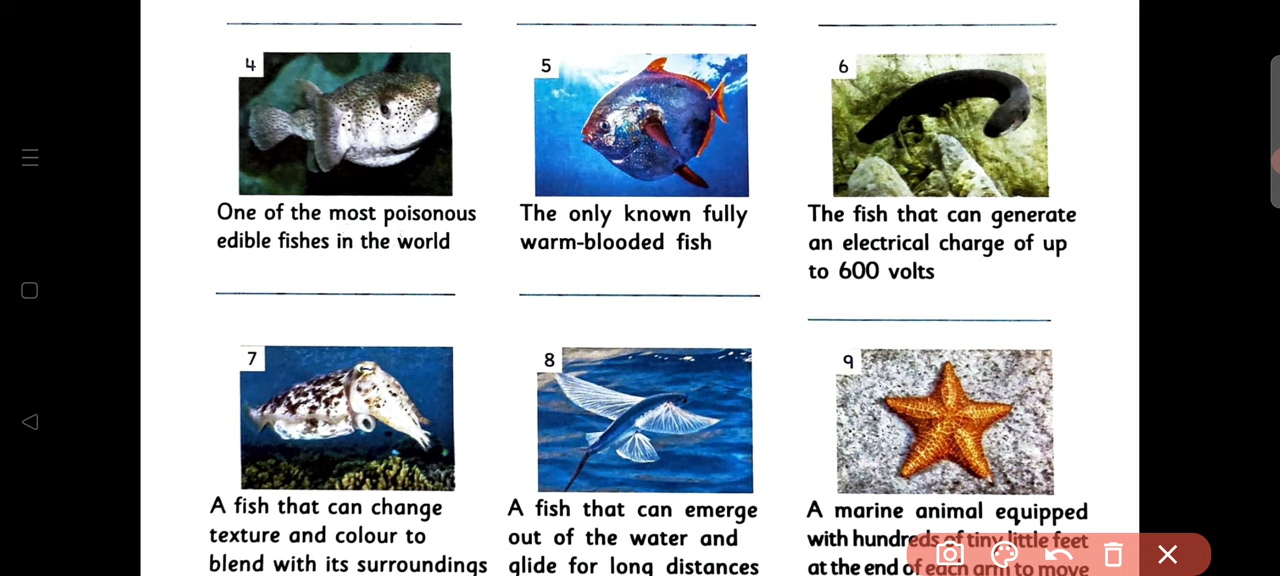 4
5
6
One of the most poisonous
edible fishes in the world
The only known fully
warm-blooded fish
The fish that can generate
an electrical charge of up
to 600 volts
7
8
9
A fish that can change
texture and colour to
blend with its surroundings
A fish that can emerge
out of the water and
glide for long distances
A marine animal equipped
with hundreds of tiny little feet
at the end of each arm to move